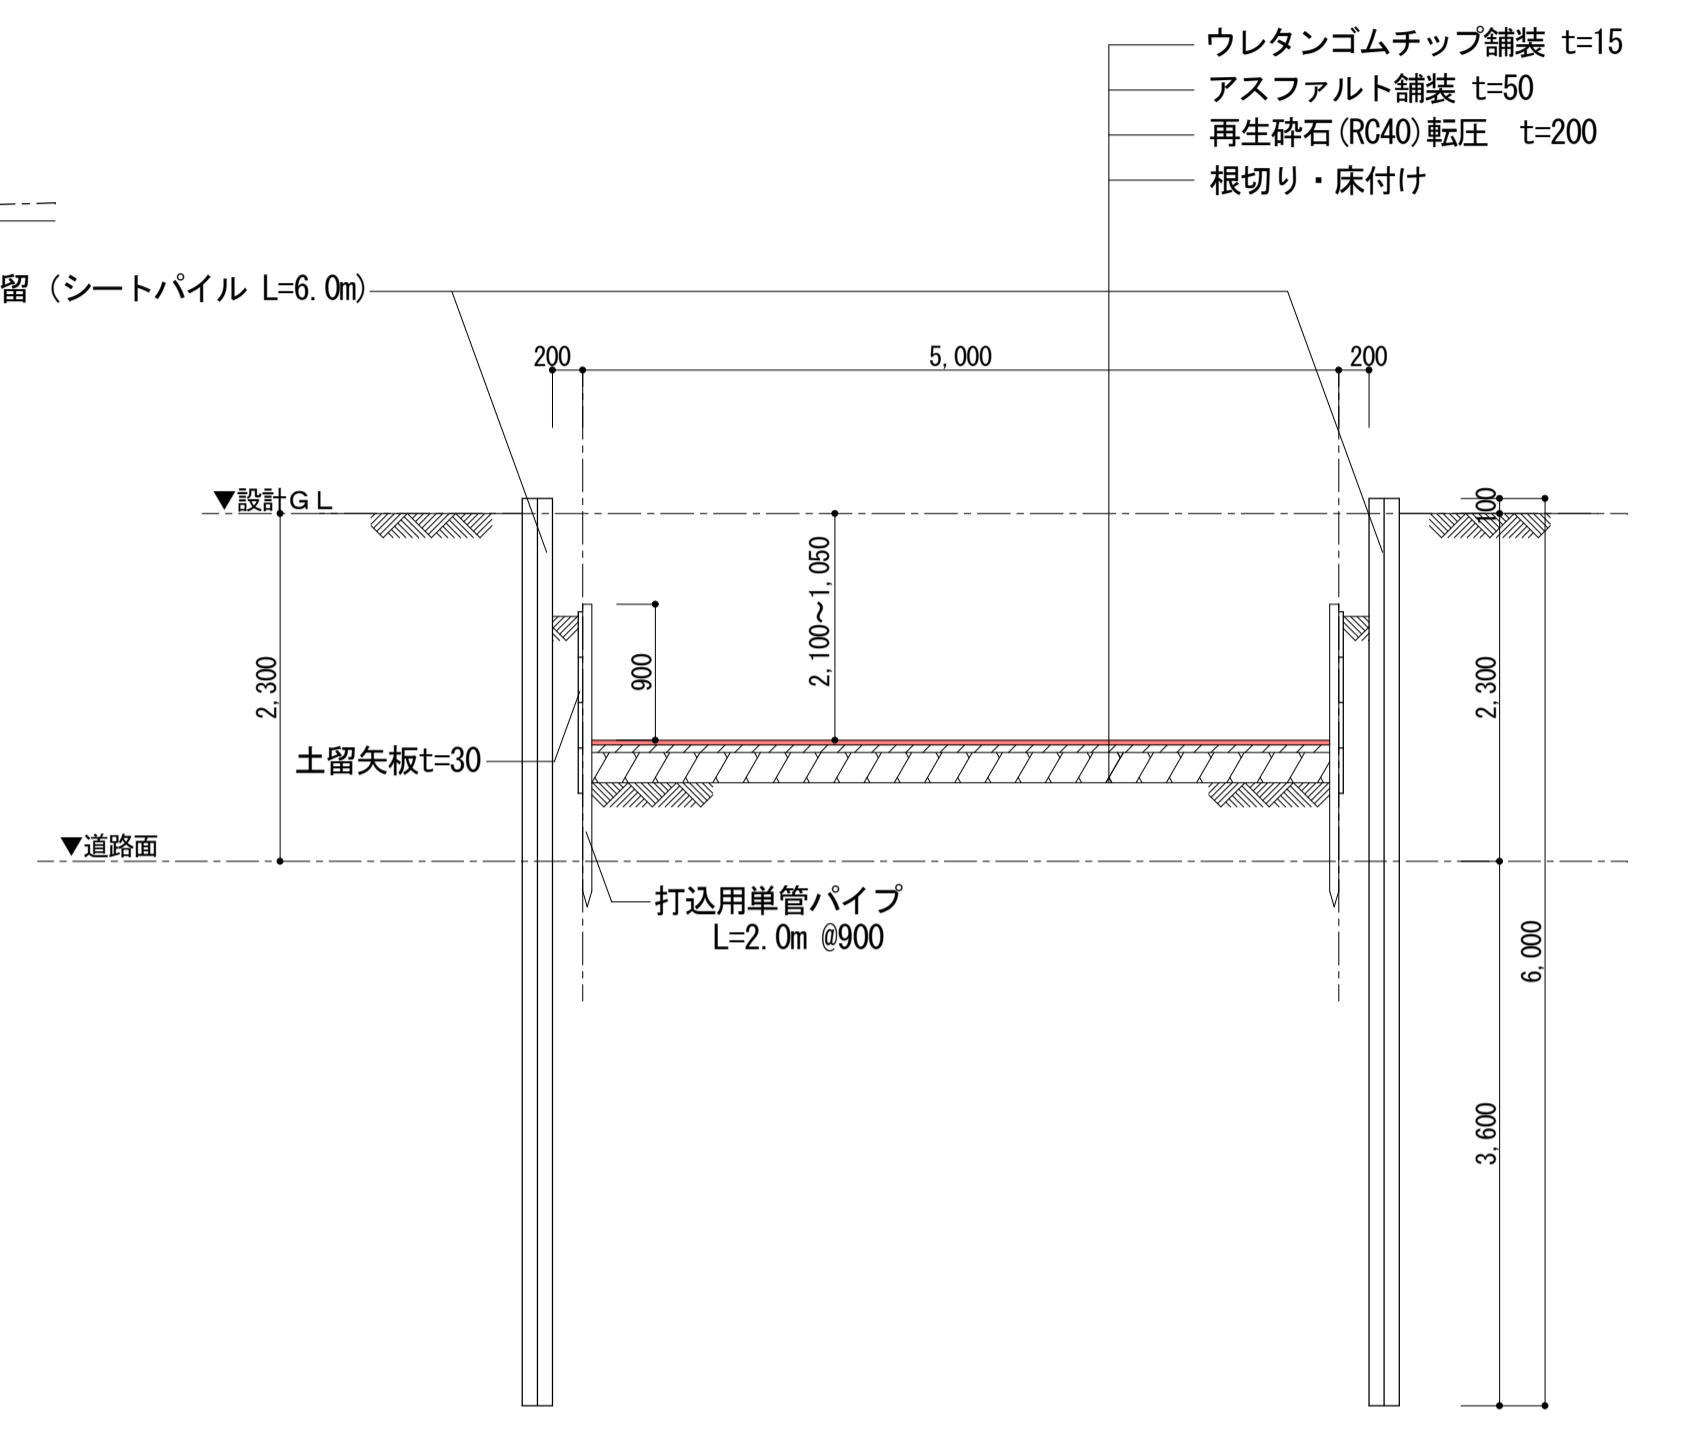 ウレタンゴムチップ舗装 t=15
アスファルト舗装 t=50
再生砕石(RC40)転圧 t=200
根切り・床付け
留（シートパイル L=6.0m)
200
5,000
200
▼設計ＧＬ
100
2,100～1,050
900
2,300
2,300
土留矢板t=30
▼道路面
打込用単管パイプ
L=2.0m @900
6,000
3,600